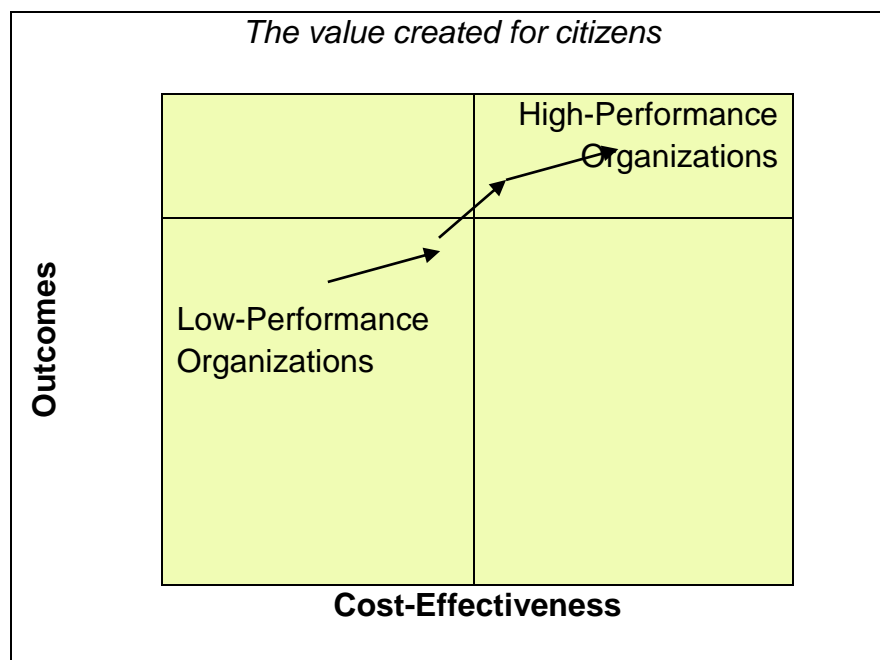 The value created for citizens
High-Performance
Organizations
Low-Performance
Organizations
Outcomes
Cost-Effectiveness